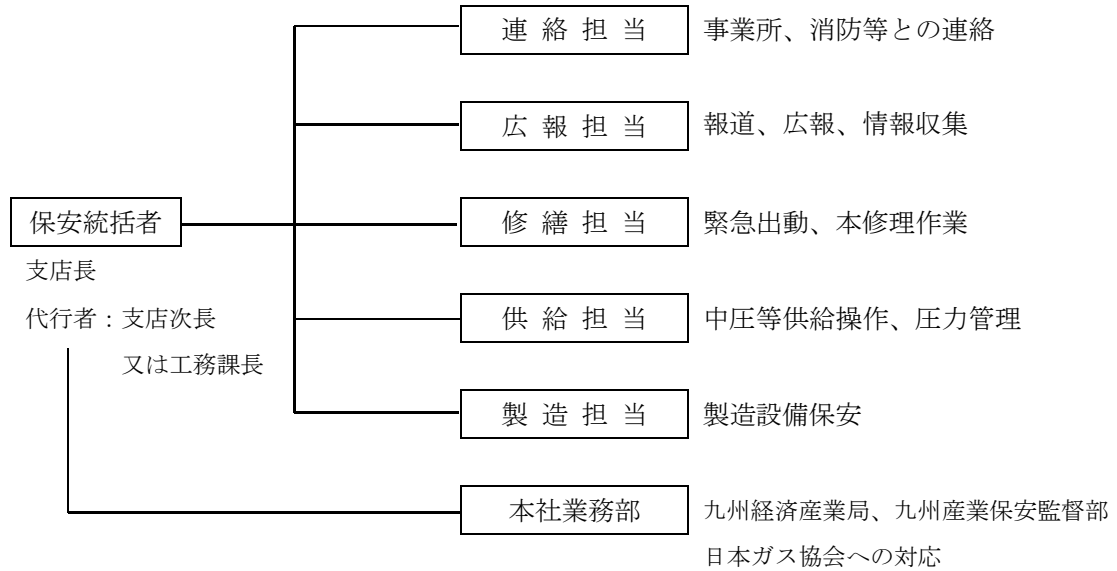 連絡担当 事業所、消防等との連絡
広報担当 報道、広報、情報収集
保安統括者 修繕担当 緊急出動、本修理作業
支店長
代行者：支店次長 供給担当 中圧等供給操作、圧力管理
又は工務課長
製造担当 製造設備保安
本社業務部 九州経済産業局、九州産業保安監督部
日本ガス協会への対応